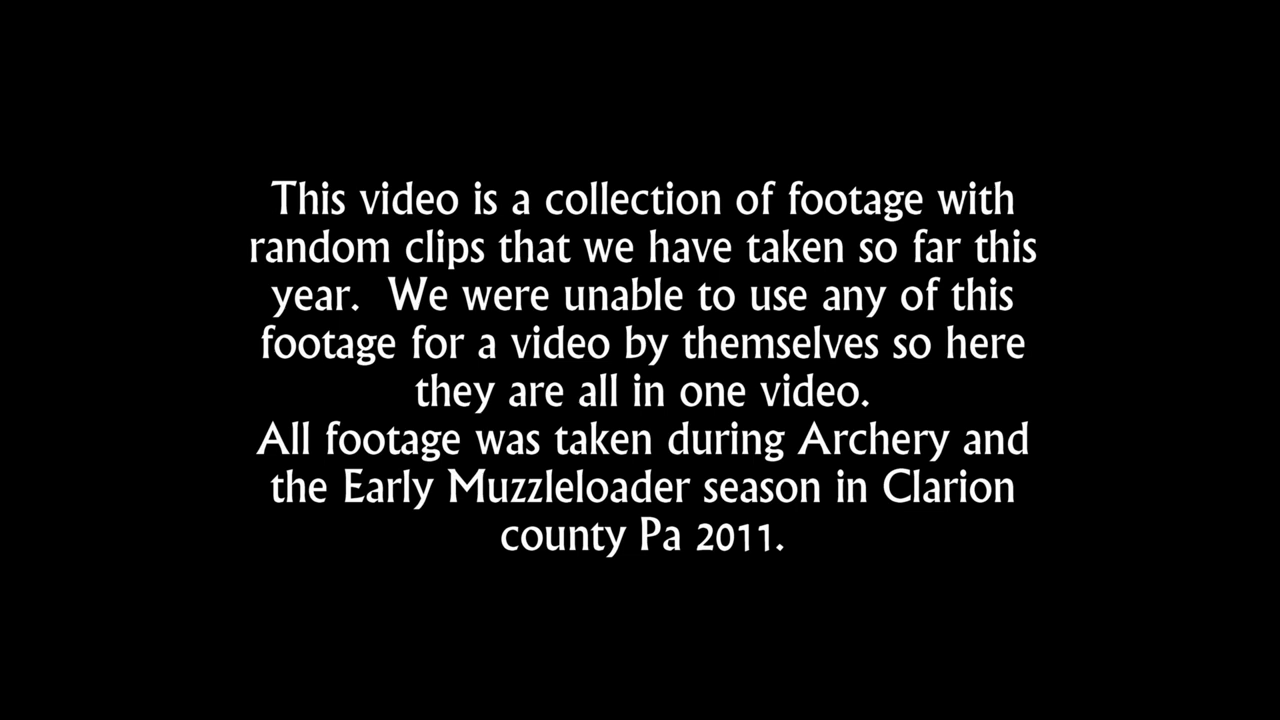 This video is a collection of footage with
random clips that we have taken so far this
year.  We were unable to use any of this
footage for a video by themselves so here
they are all in one video.
All footage was taken during Archery and
the Early Muzzleloader season in Clarion
county Pa 2011.